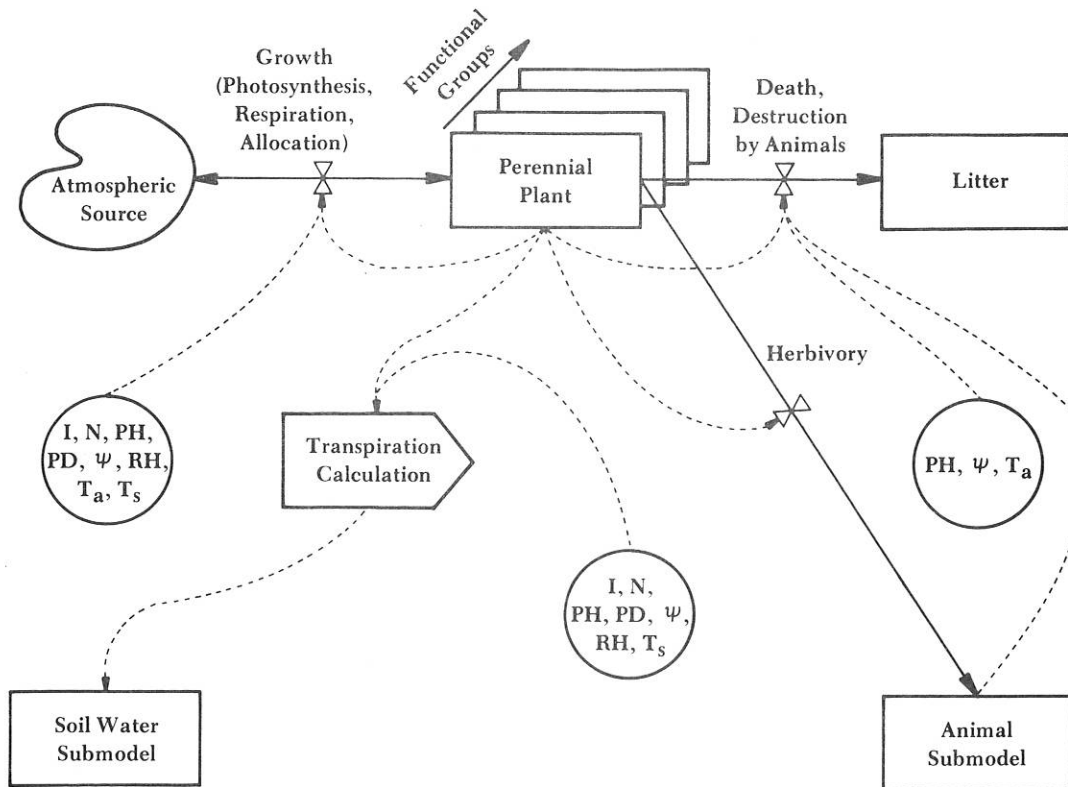 Growth
(Photosynthesis,
Respiration,
Allocation)
Functional
Groups
Death,
Destruction
by Animals
Atmospheric
Source
Perennial
Plant
Litter
Herbivory
I, N, PH,
PD, Ψ, RH,
Ta, Ts
Transpiration
Calculation
PH, Ψ, Ta
I, N,
PH, PD, Ψ,
RH, Ts
Soil Water
Submodel
Animal
Submodel